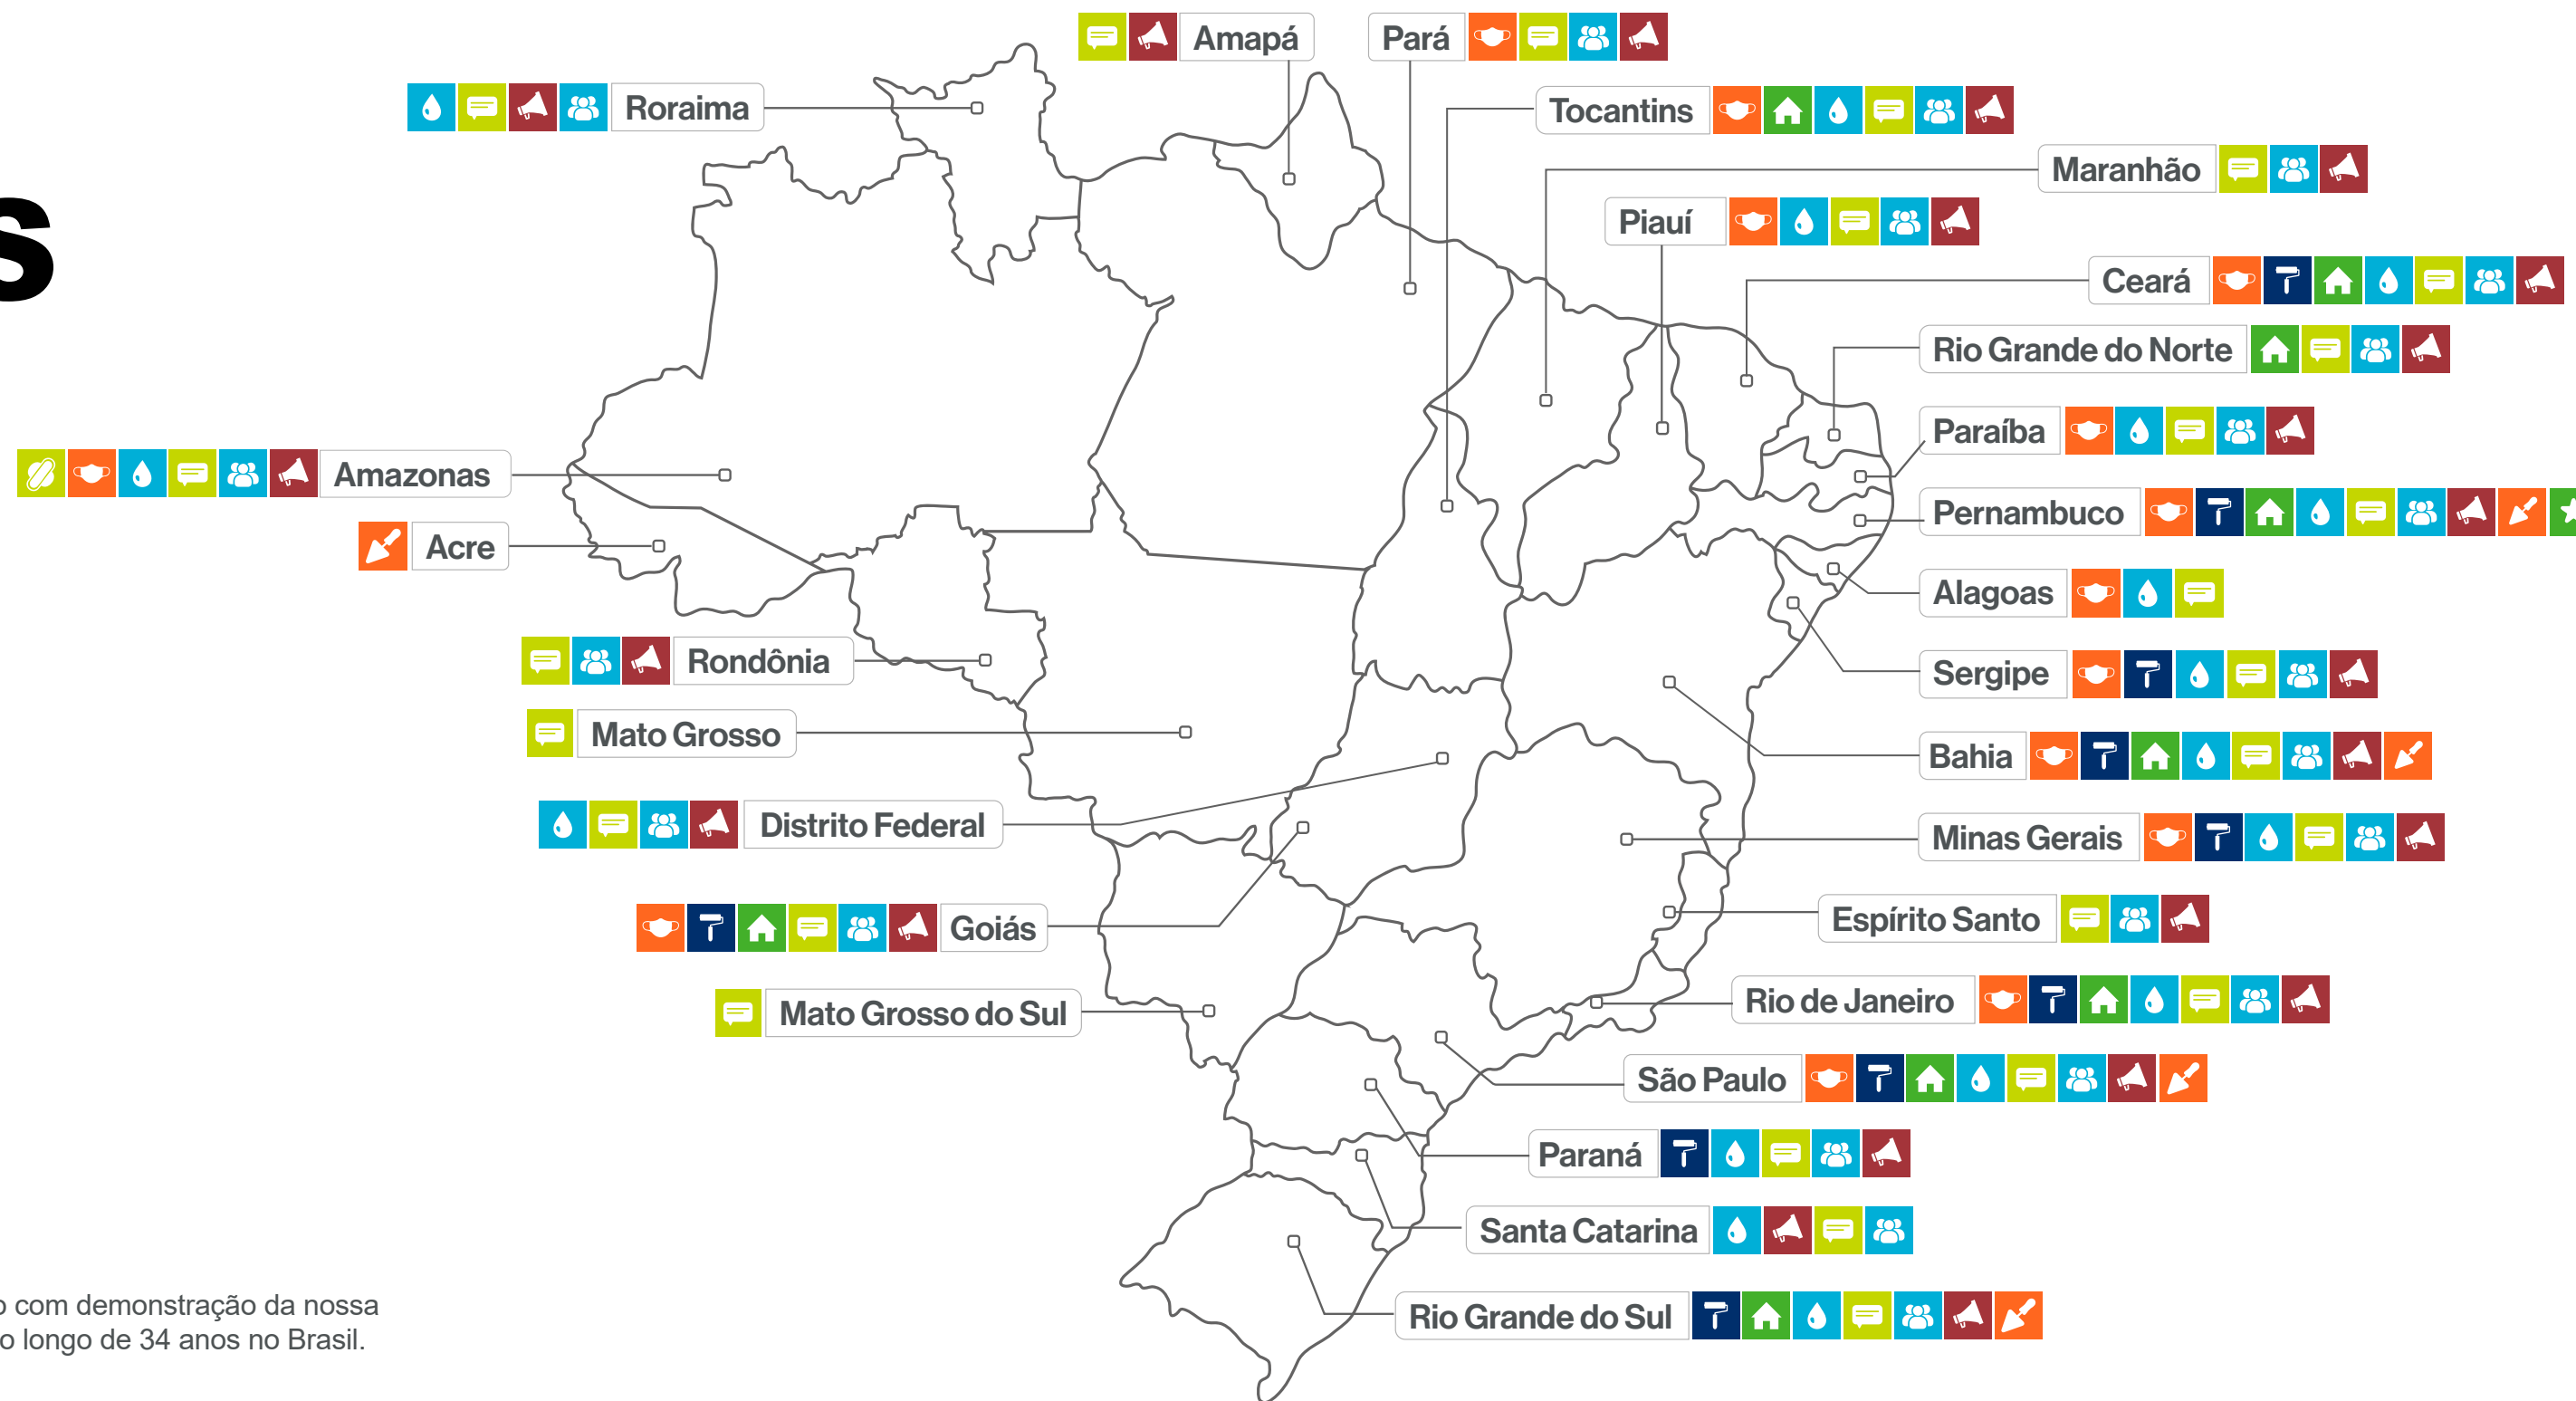 s
Amapá
Pará
Roraima
Tocantins
Maranhão
Piauí
Ceará
Rio Grande do Norte
Paraíba
Amazonas
Pernambuco
Acre
Alagoas
Rondônia
Sergipe
Mato Grosso
Bahia
Distrito Federal
Minas Gerais
Goiás
Espírito Santo
Mato Grosso do Sul
Rio de Janeiro
São Paulo
Paraná
Santa Catarina
Rio Grande do Sul
o com demonstração da nossa
o longo de 34 anos no Brasil.